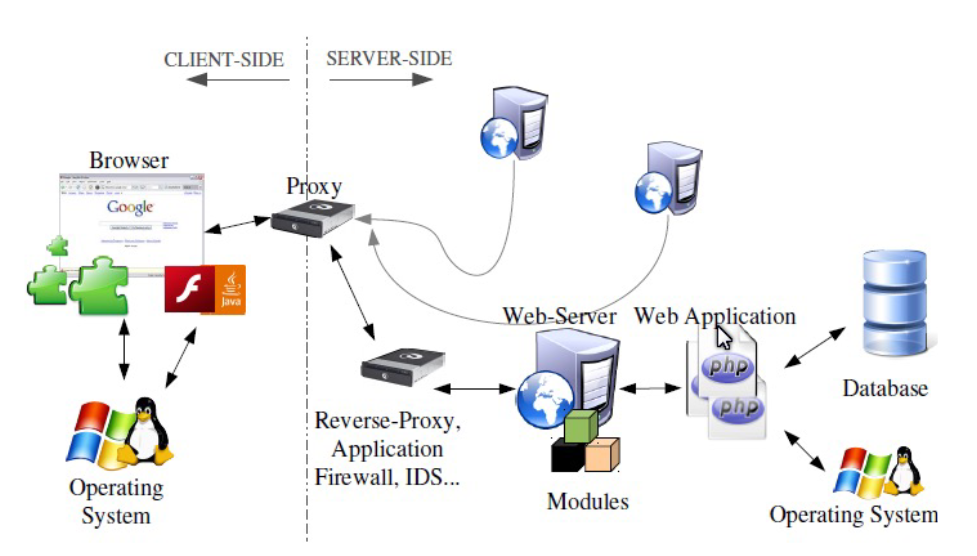 CLIENT-SIDE
SERVER-SIDE
Browser
Google
Proxy
Java
Web-Server
Web Application
php
php
Database
Reverse-Proxy,
Application
Firewall, IDS...
Modules
Operating
System
Operating System